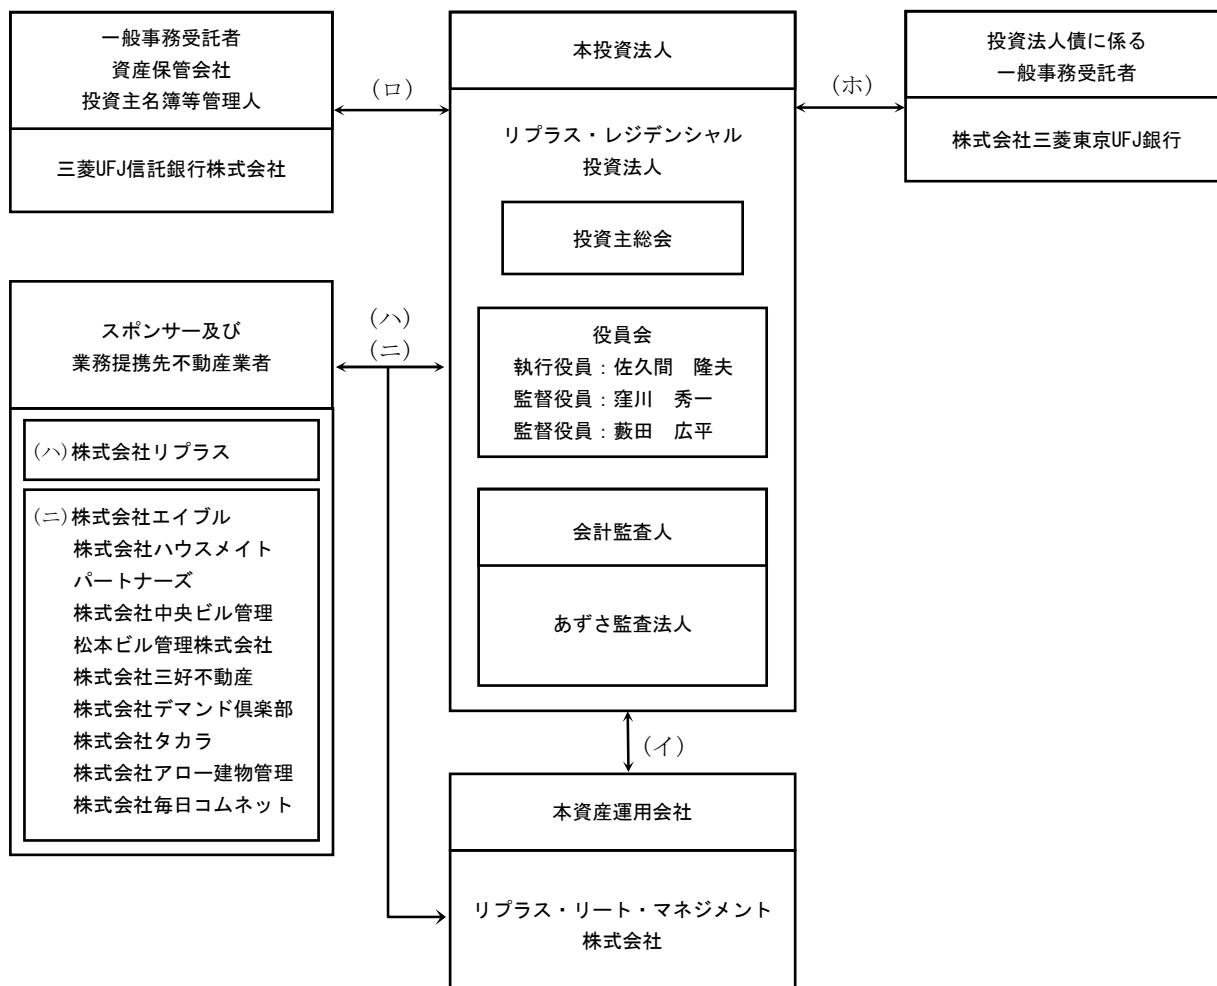 一般事務受託者
資産保管会社
投資主名簿等管理人
三菱UFJ信託銀行株式会社
(ロ)
本投資法人
リプラス・レジデンシャル
投資法人
投資主総会
役員会
執行役員：佐久間　隆夫
監督役員：窪川　秀一
監督役員：藪田　広平
会計監査人
あずさ監査法人
(ホ)
投資法人債に係る
一般事務受託者
株式会社三菱東京UFJ銀行
スポンサー及び
業務提携先不動産業者
(ハ)株式会社リプラス
(ニ)株式会社エイブル
株式会社ハウスメイト
パートナーズ
株式会社中央ビル管理
松本ビル管理株式会社
株式会社三好不動産
株式会社デマンド倶楽部
株式会社タカラ
株式会社アロー建物管理
株式会社毎日コムネット
(ハ)
(ニ)
(イ)
本資産運用会社
リプラス・リート・マネジメント
株式会社